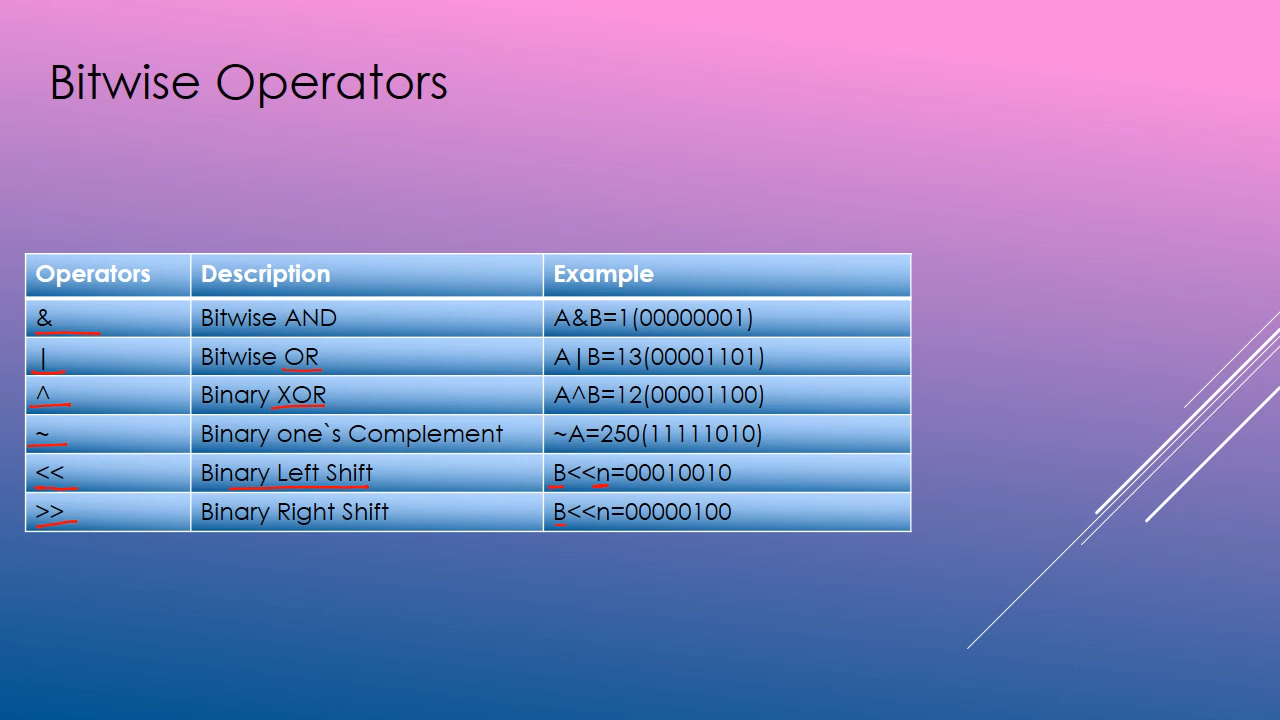 Bitwise Operators
Operators Description Example
& Bitwise AND A&B=1(00000001)
| Bitwise OR A|B=13(00001101)
^ Binary XOR A^B=12(00001100)
~ Binary one`s Complement ~A=250(11111010)
<< Binary Left Shift B<<n=00010010
>> Binary Right Shift B<<n=00000100